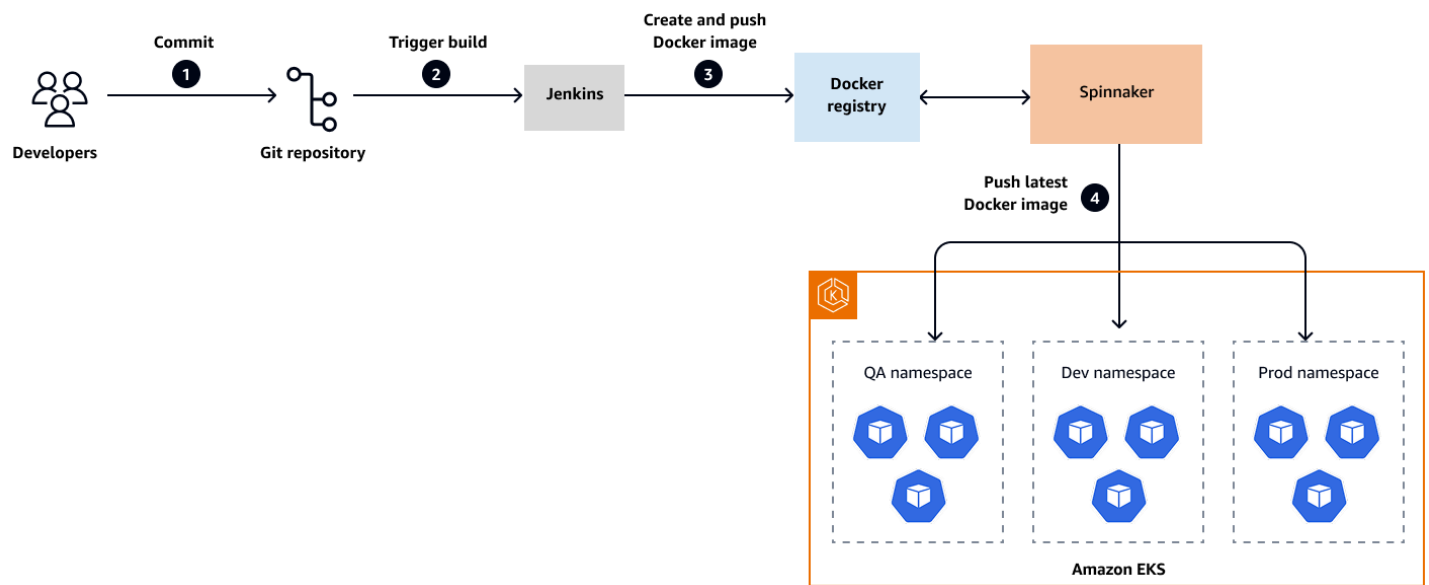 Commit
1
Developers
Git repository
Trigger build
2
Jenkins
Create and push
Docker image
3
Docker
registry
Spinnaker
Push latest
Docker image
4
K
QA namespace
Dev namespace
Prod namespace
Amazon EKS